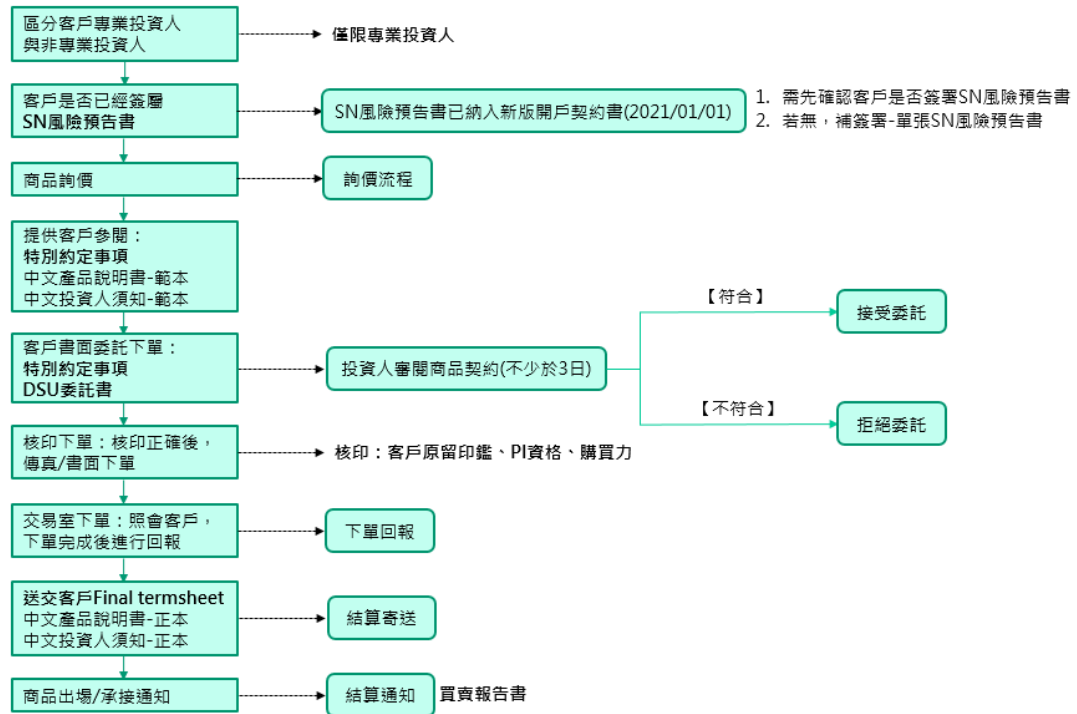 區分客戶專業投資人
與非專業投資人
僅限專業投資人
客戶是否已經簽屬
SN風險預告書
SN風險預告書已納入新版開戶契約書(2021/01/01)
1. 需先確認客戶是否簽署SN風險預告書
2. 若無，補簽署-單張SN風險預告書
商品詢價
詢價流程
提供客戶參閱：
特別約定事項
中文產品說明書-範本
中文投資人須知-範本
【符合】
接受委託
客戶書面委託下單：
特別約定事項
DSU委託書
投資人審閱商品契約(不少於3日)
【不符合】
拒絕委託
核印下單：核印正確後，
傳真/書面下單
核印：客戶原留印鑑、PI資格、購買力
交易室下單：照會客戶，
下單完成後進行回報
下單回報
送交客戶Final termsheet
中文產品說明書-正本
中文投資人須知-正本
結算寄送
商品出場/承接通知
結算通知
買賣報告書